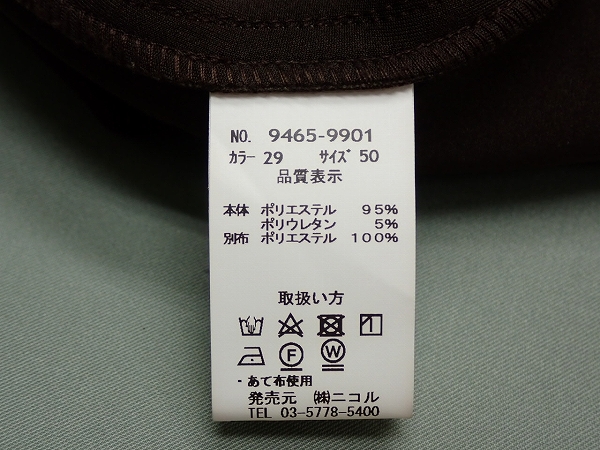 NO. 9465-9901
カラー 29 サイズ 50
品質表示
本体 ポリエステル 95%
ポリウレタン 5%
別布 ポリエステル 100%
取扱い方
F W
・あて布使用
発売元 ㈱ニコル
TEL 03-5778-5400